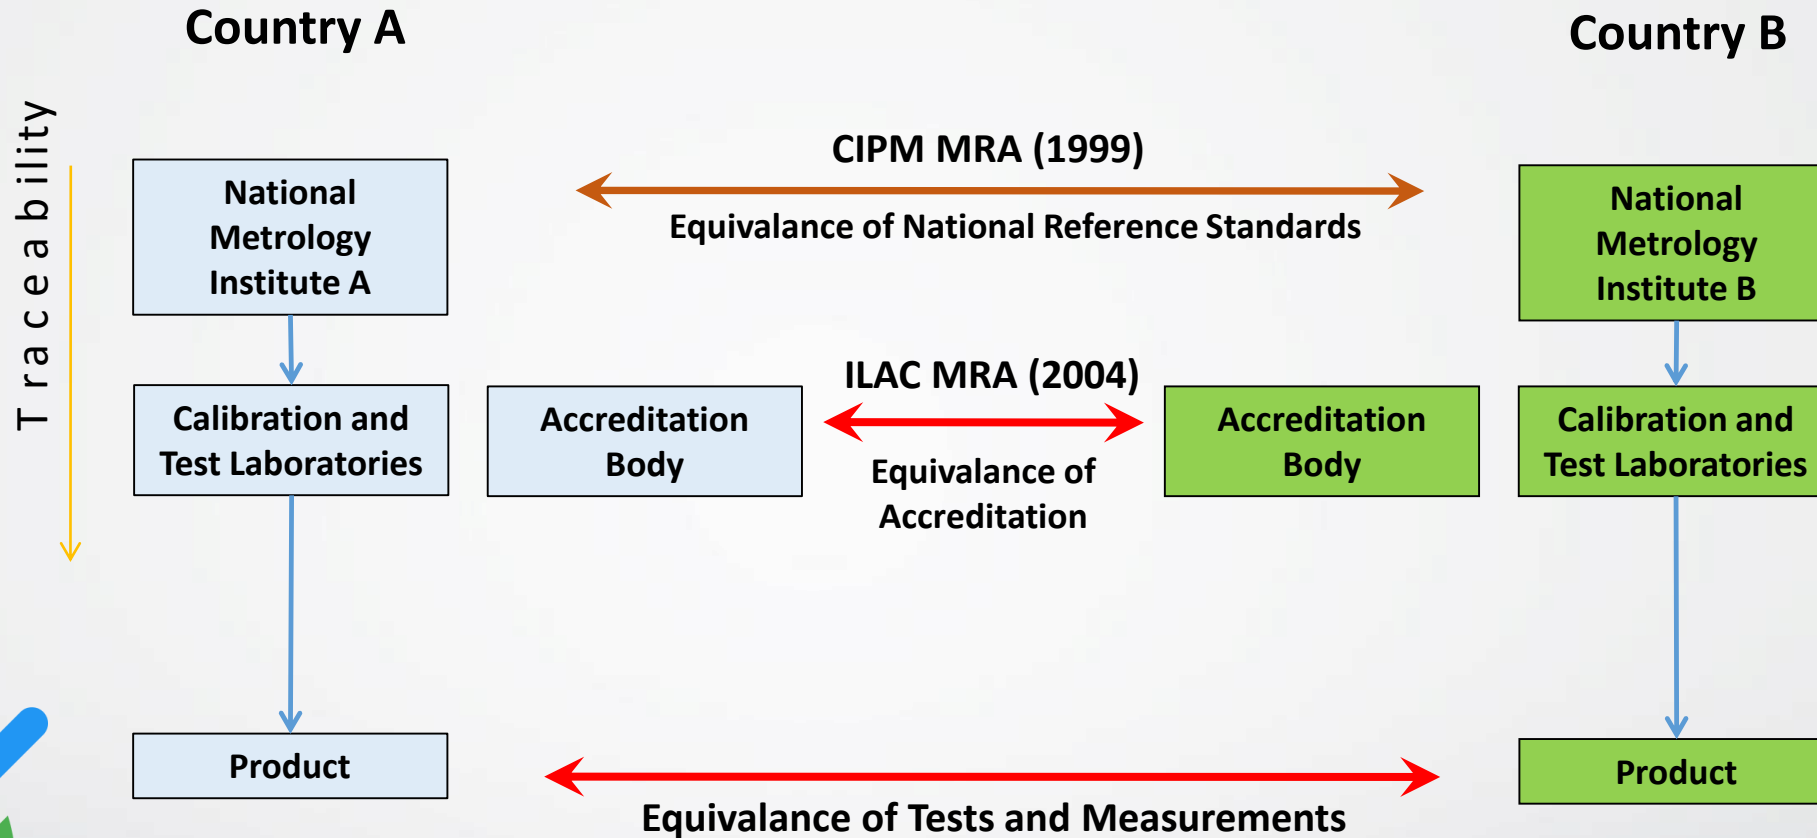 Country A
Country B
Traceability
CIPM MRA (1999)
National
Metrology
Institute A
Equivalance of National Reference Standards
National
Metrology
Institute B
ILAC MRA (2004)
Calibration and
Test Laboratories
Accreditation
Body
Equivalance of
Accreditation
Accreditation
Body
Calibration and
Test Laboratories
Product
Equivalance of Tests and Measurements
Product